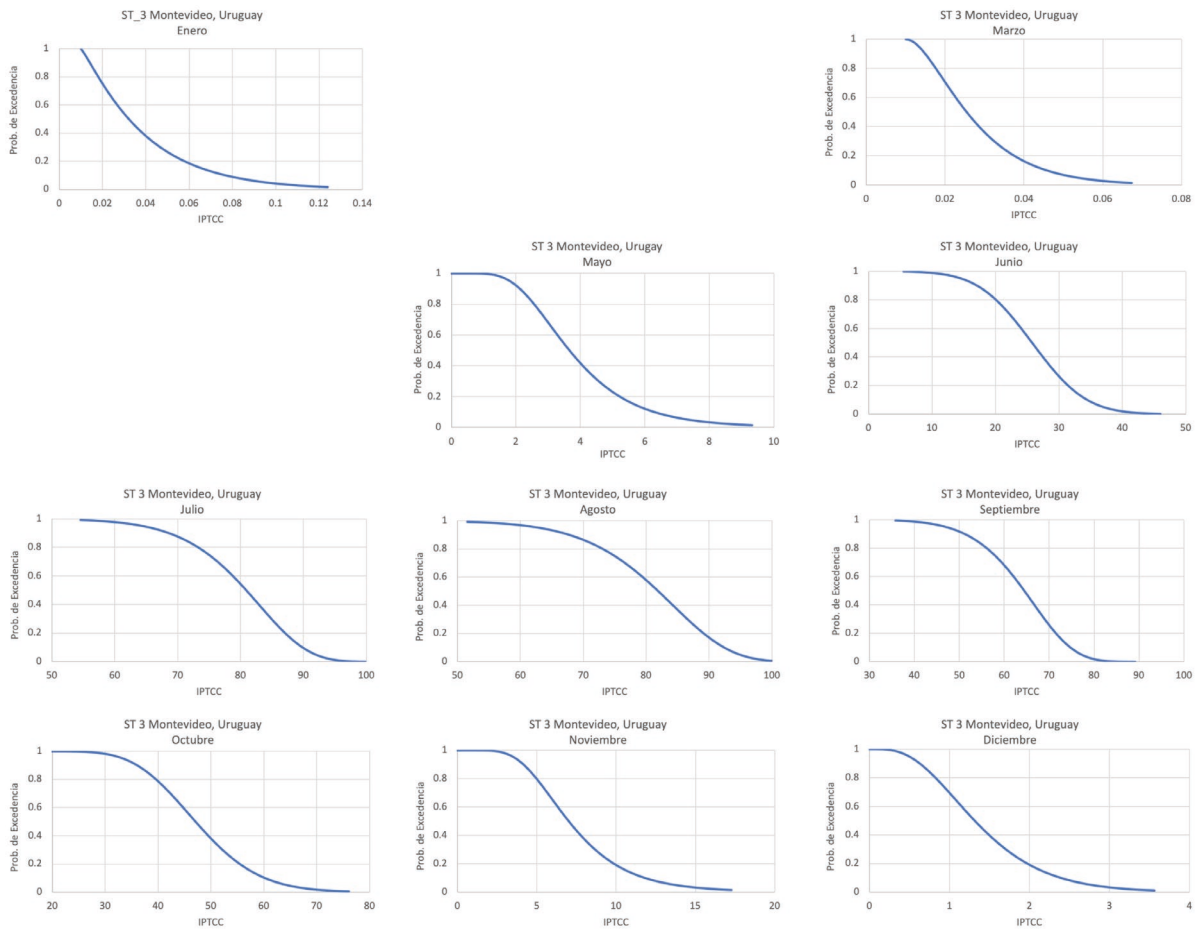 ST_3 Montevideo, Uruguay
Enero
Prob. de Excedencia
1
0.8
0.6
0.4
0.2
0
0 0.02 0.04 0.06 0.08 0.1 0.12 0.14
IPTCC
ST 3 Montevideo, Uruguay
Marzo
Prob. de Excedencia
1
0.8
0.6
0.4
0.2
0
0 0.02 0.04 0.06 0.08
IPTCC
ST 3 Montevideo, Urugay
Mayo
Prob. de Excedencia
1
0.8
0.6
0.4
0.2
0
0 2 4 6 8 10
IPTCC
ST 3 Montevideo, Uruguay
Junio
Prob. de Excedencia
1
0.8
0.6
0.4
0.2
0
0 10 20 30 40 50
IPTCC
ST 3 Montevideo, Uruguay
Julio
Prob. de Excedencia
1
0.8
0.6
0.4
0.2
0
50 60 70 80 90 100
IPTCC
ST 3 Montevideo, Uruguay
Agosto
Prob. de Excedencia
1
0.8
0.6
0.4
0.2
0
50 60 70 80 90 100
IPTCC
ST 3 Montevideo, Uruguay
Septiembre
Prob. de Excedencia
1
0.8
0.6
0.4
0.2
0
30 40 50 60 70 80 90 100
IPTCC
ST 3 Montevideo, Uruguay
Octubre
Prob. de Excedencia
1
0.8
0.6
0.4
0.2
0
20 30 40 50 60 70 80
IPTCC
ST 3 Montevideo, Uruguay
Noviembre
Prob. de Excedencia
1
0.8
0.6
0.4
0.2
0
0 5 10 15 20
IPTCC
ST 3 Montevideo, Uruguay
Diciembre
Prob. de Excedencia
1
0.8
0.6
0.4
0.2
0
0 1 2 3 4
IPTCC